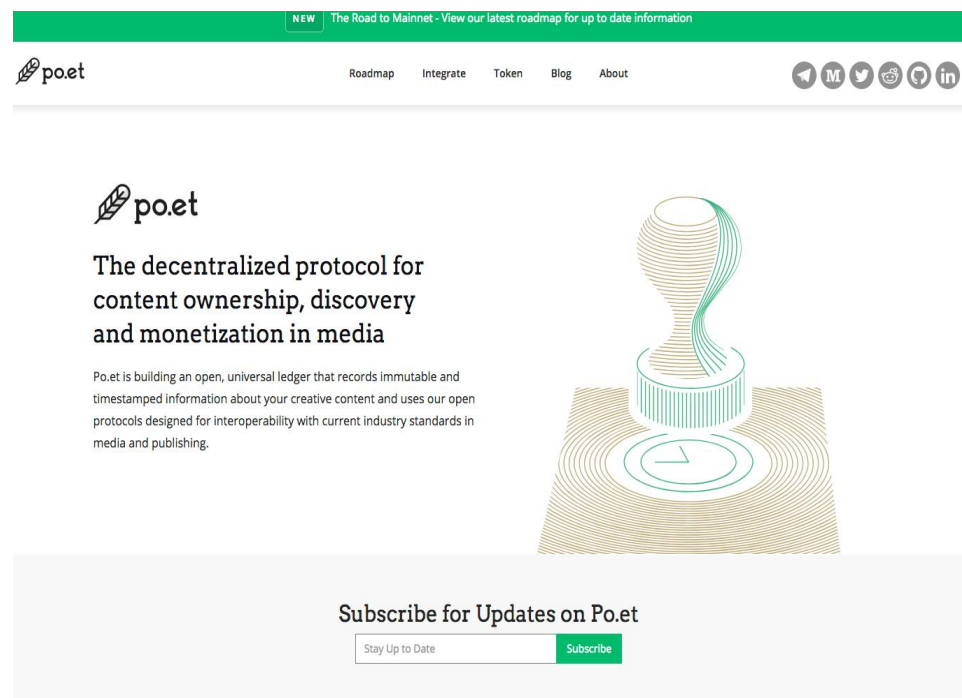 NEW The Road to Mainnet - View our latest roadmap for up to date information
po.et Roadmap Integrate Token Blog About M in
po.et
The decentralized protocol for
content ownership, discovery
and monetization in media
Po.et is building an open, universal ledger that records immutable and
timestamped information about your creative content and uses our open
protocols designed for interoperability with current industry standards in
media and publishing.
Subscribe for Updates on Po.et
Stay Up to Date Subscribe